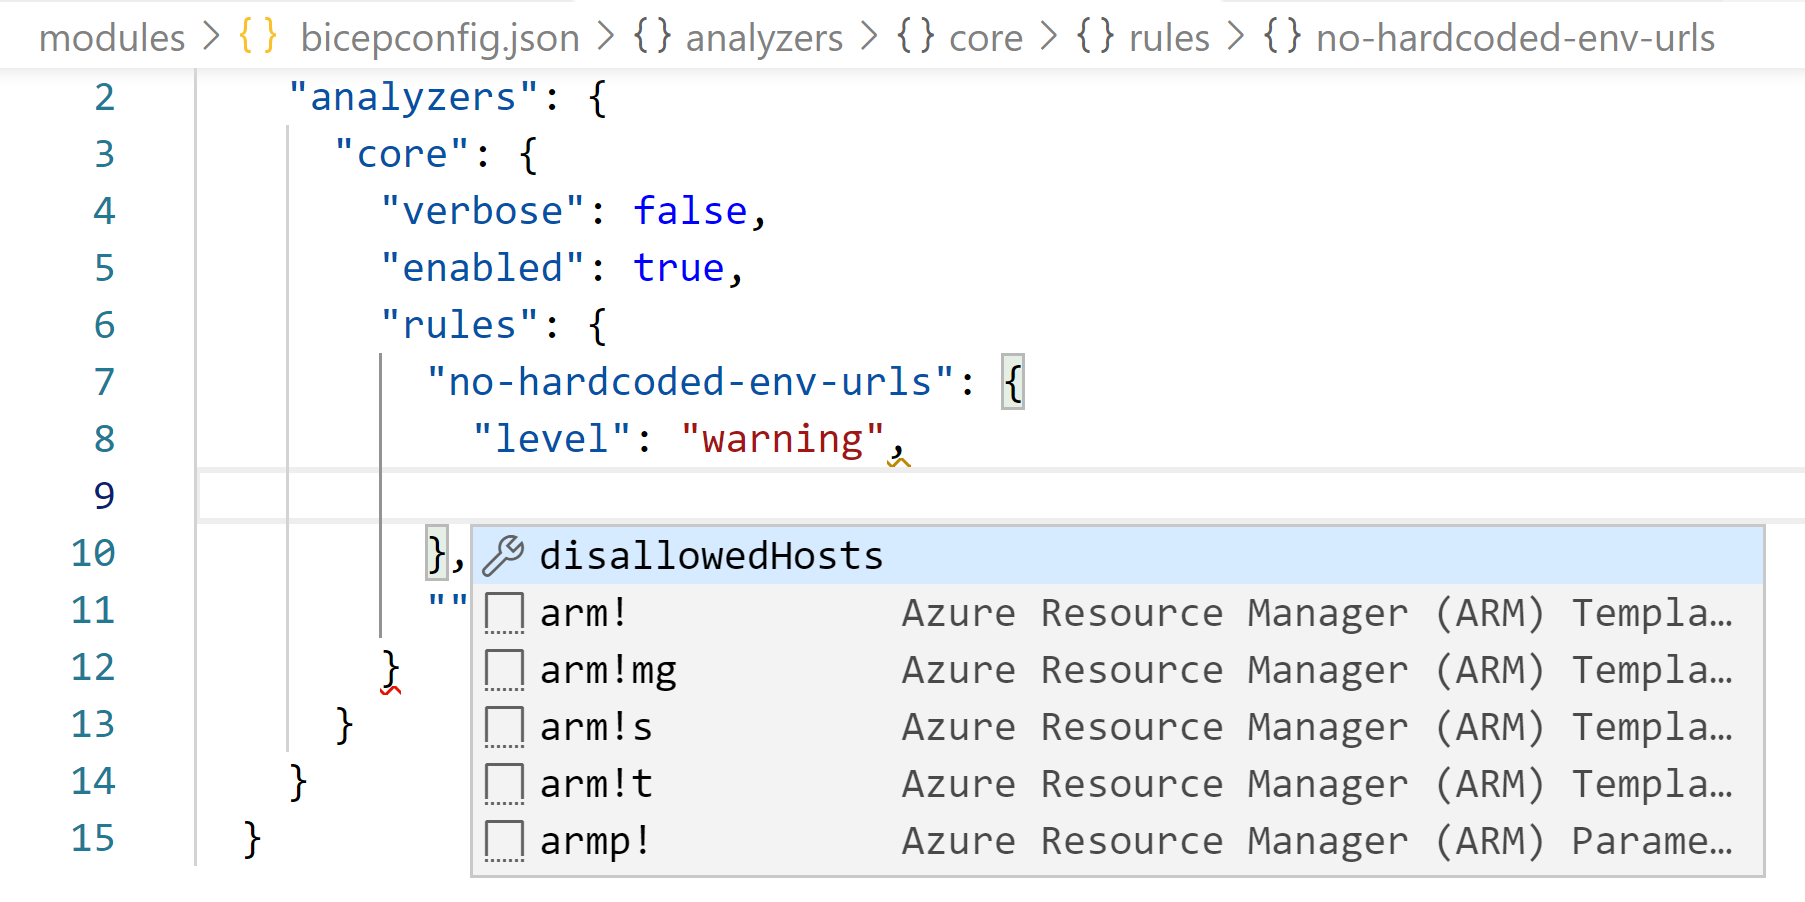 modules > {} bicepconfig.json > {} analyzers > {} core > {} rules > {} no-hardcoded-env-urls
2 "analyzers": {
3 "core": {
4 "verbose": false,
5 "enabled": true,
6 "rules": {
7 "no-hardcoded-env-urls": {
8 "level": "warning",
9
10 },
disallowedHosts
11 ""
arm! Azure Resource Manager (ARM) Templa…
12 }
arm!mg Azure Resource Manager (ARM) Templa…
13 }
arm!s Azure Resource Manager (ARM) Templa…
14 }
arm!t Azure Resource Manager (ARM) Templa…
15 }
armp! Azure Resource Manager (ARM) Parame…